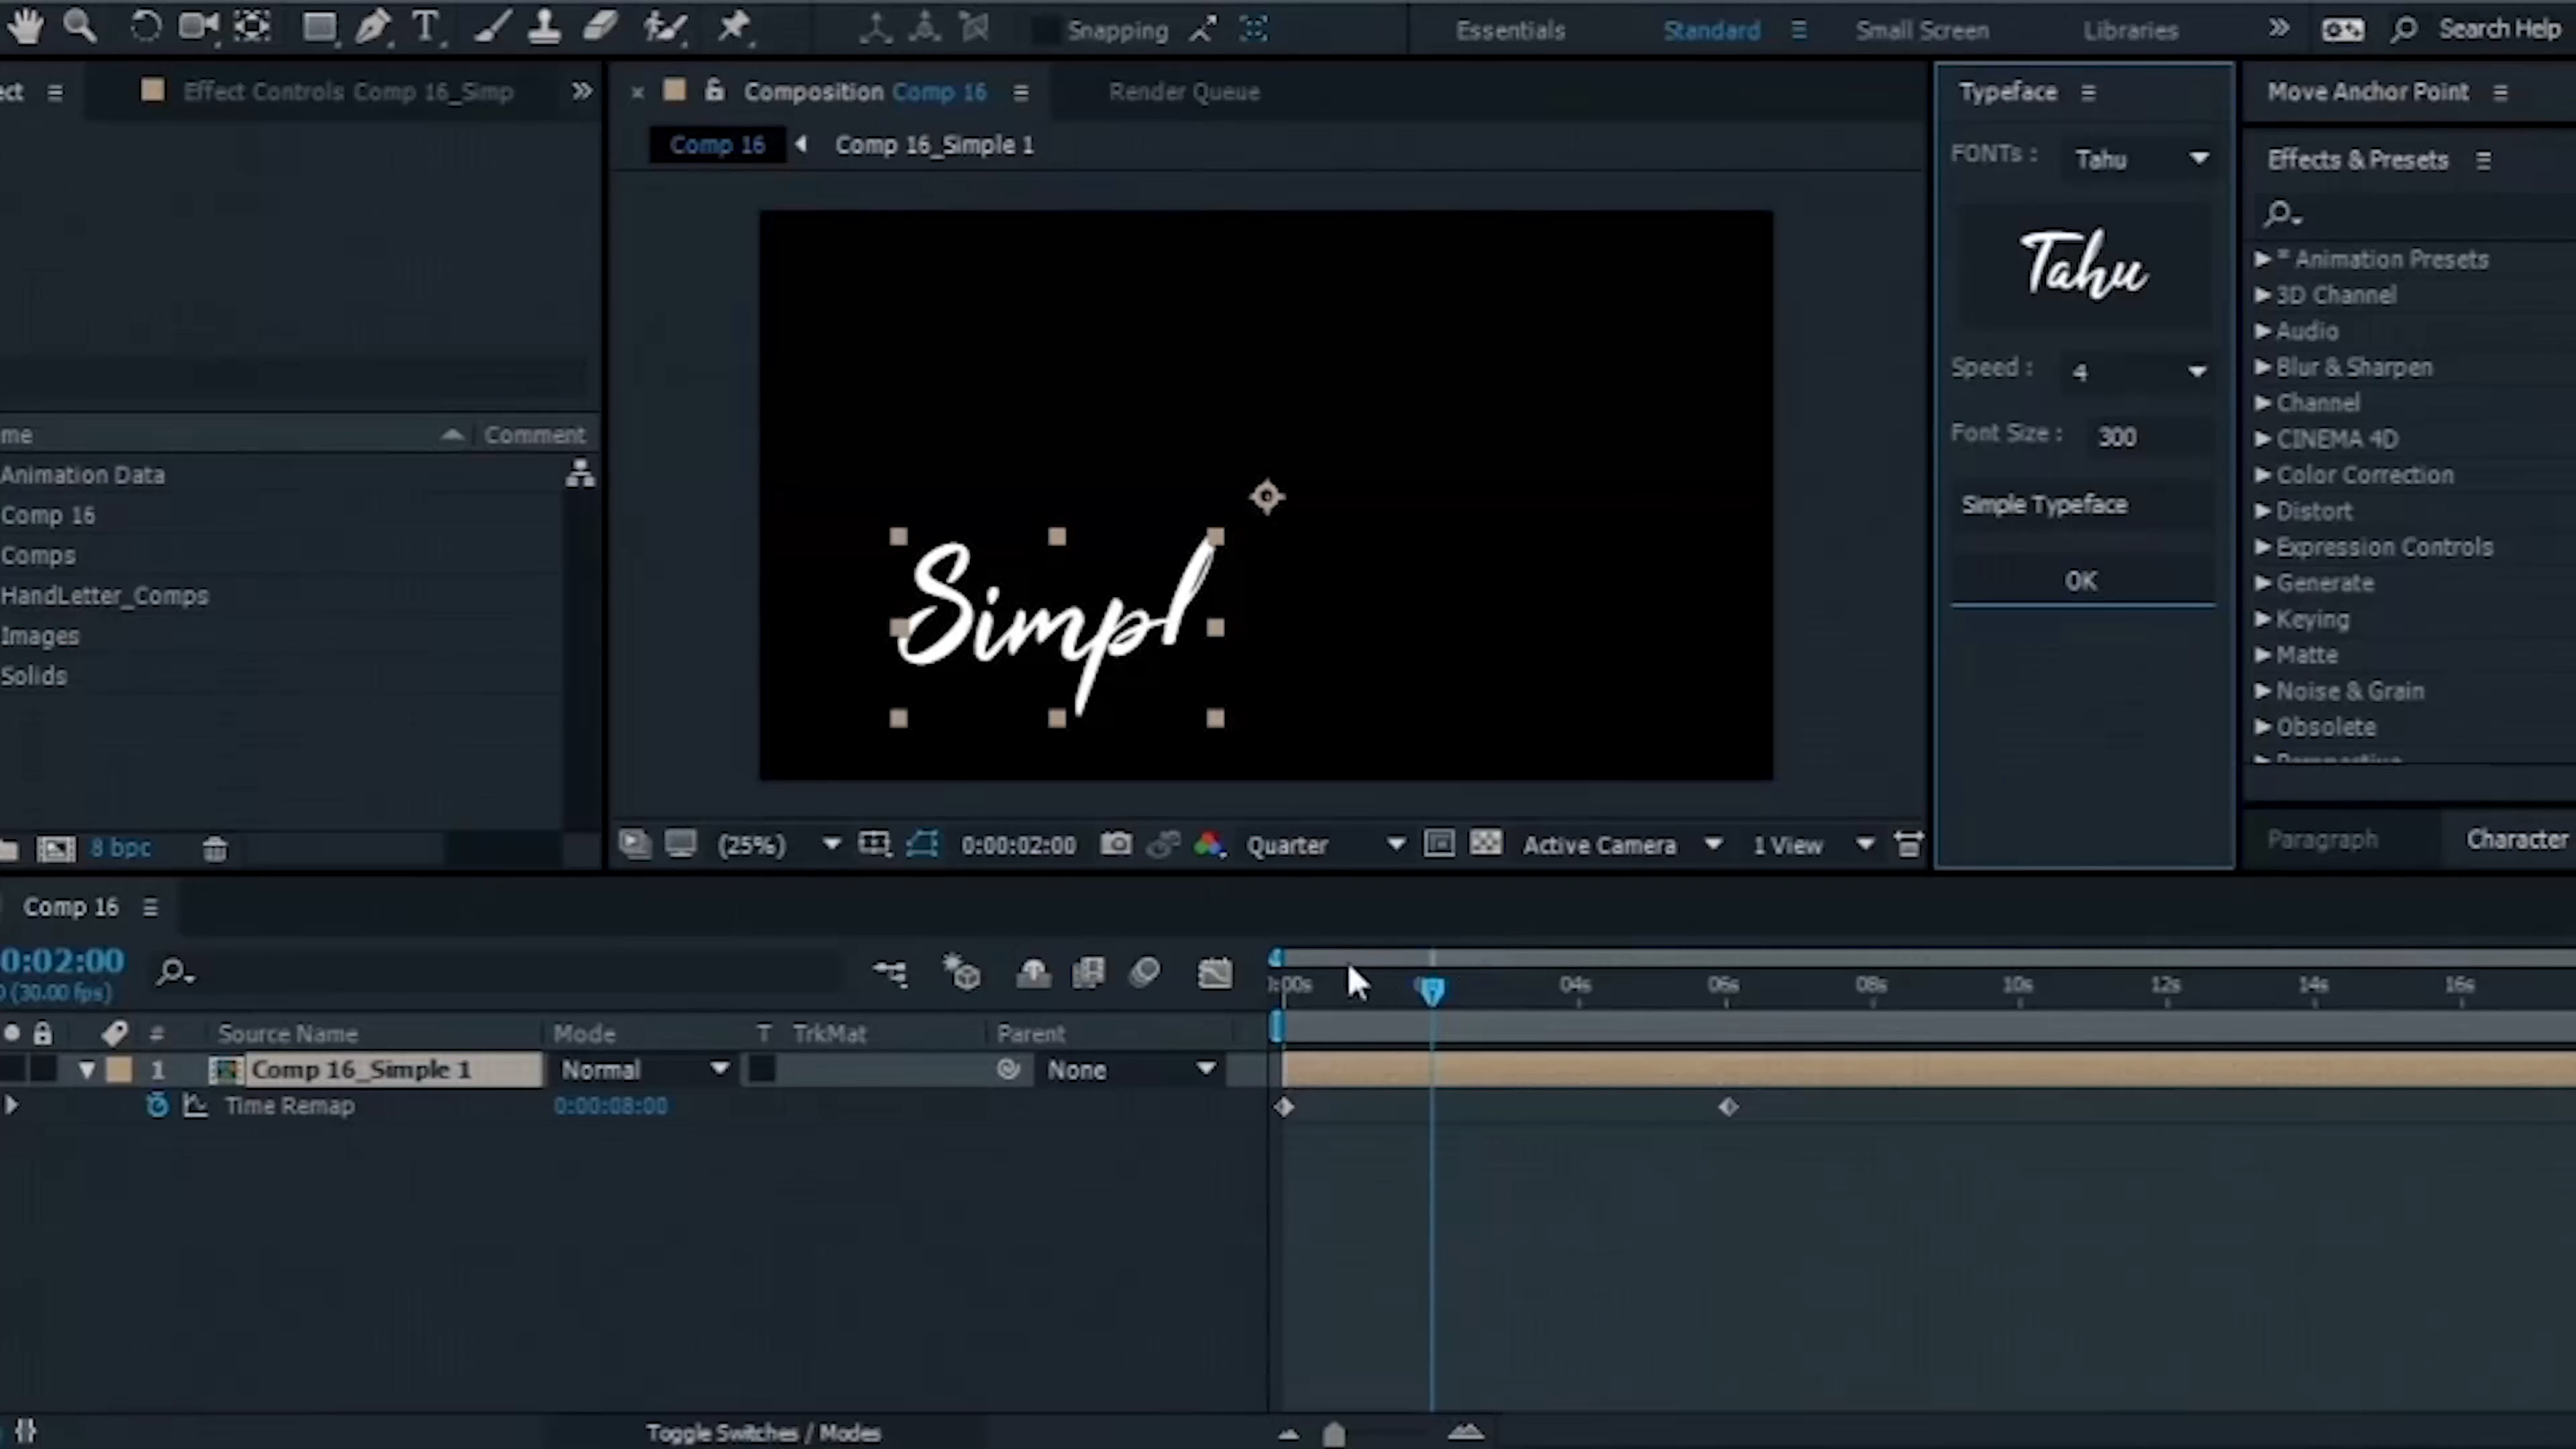 Snapping
Essentials
Standard
Small Screen
Libraries
Search Help
ect
Effect Controls Comp 16_Simp
Composition Comp 16
Render Queue
Comp 16
Comp 16_Simple 1
Typeface
FONTs : Tahu
Tahu
Speed : 4
Font Size : 300
Simple Typeface
OK
Move Anchor Point
Effects & Presets
* Animation Presets
3D Channel
Audio
Blur & Sharpen
Channel
CINEMA 4D
Color Correction
Distort
Expression Controls
Generate
Keying
Matte
Noise & Grain
Obsolete
Perspective
Paragraph
Character
me
Comment
Animation Data
Comp 16
Comps
HandLetter_Comps
Images
Solids
8 bpc
Simpl
(25%)
0:00:02:00
Quarter
Active Camera
1 View
Comp 16
0:02:00
(30.00 fps)
:00s
04s
06s
08s
10s
12s
14s
16s
# Source Name Mode T TrkMat Parent
1 Comp 16_Simple 1 Normal None
Time Remap 0:00:08:00
Toggle Switches / Modes